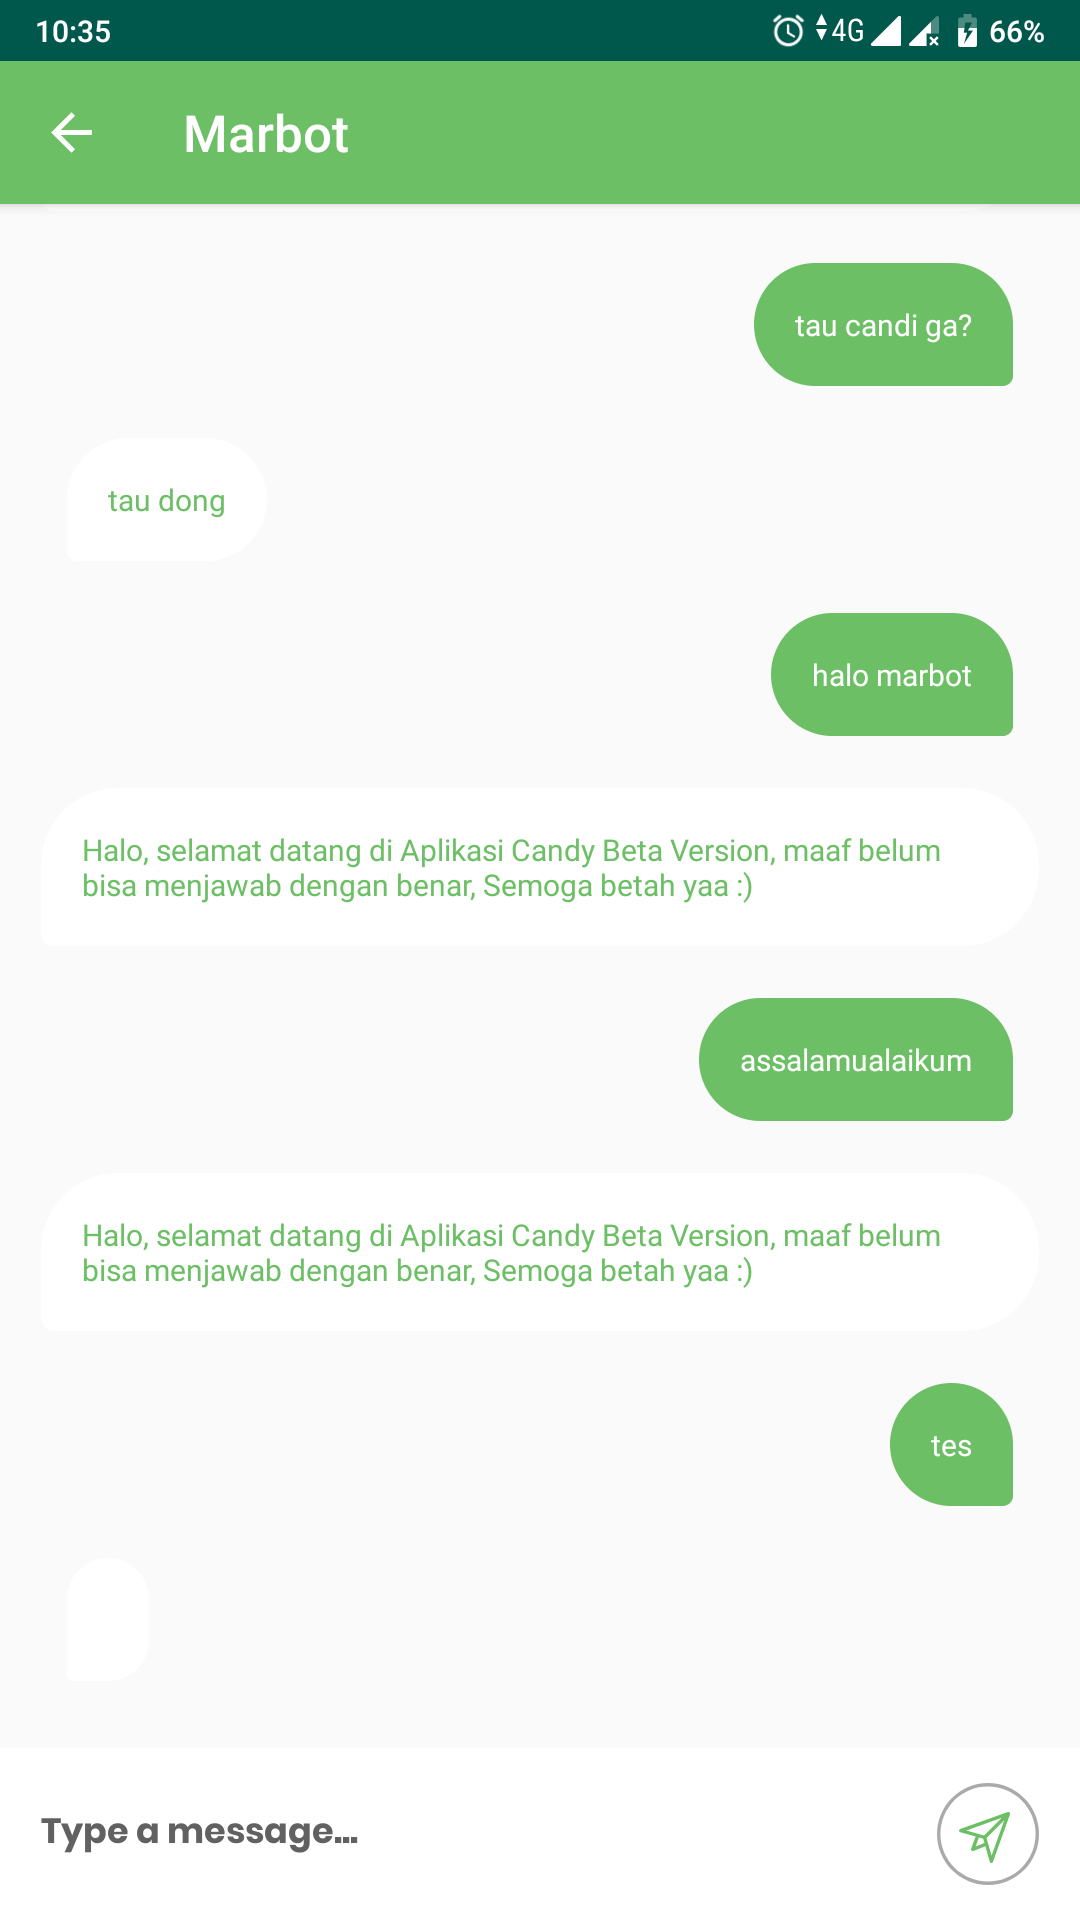 10:35
4G
66%
Marbot
tau candi ga?
tau dong
halo marbot
Halo, selamat datang di Aplikasi Candy Beta Version, maaf belum
bisa menjawab dengan benar, Semoga betah yaa :)
assalamualaikum
Halo, selamat datang di Aplikasi Candy Beta Version, maaf belum
bisa menjawab dengan benar, Semoga betah yaa :)
tes
Type a message...